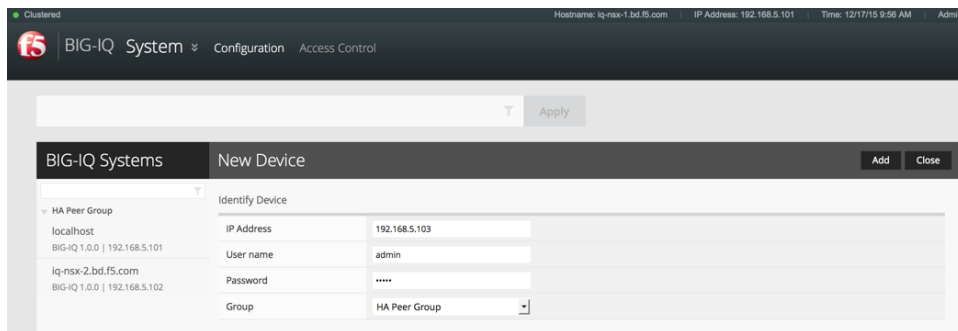 Clustered Hostname: iq-nsx-1.bd.f5.com IP Address: 192.168.5.101 Time: 12/17/15 9:56 AM Admi
f5 BIG-IQ System Configuration Access Control
Apply
BIG-IQ Systems New Device Add Close
Identify Device
HA Peer Group
localhost
BIG-IQ 1.0.0 | 192.168.5.101
iq-nsx-2.bd.f5.com
BIG-IQ 1.0.0 | 192.168.5.102
IP Address 192.168.5.103
User name admin
Password •••••
Group HA Peer Group